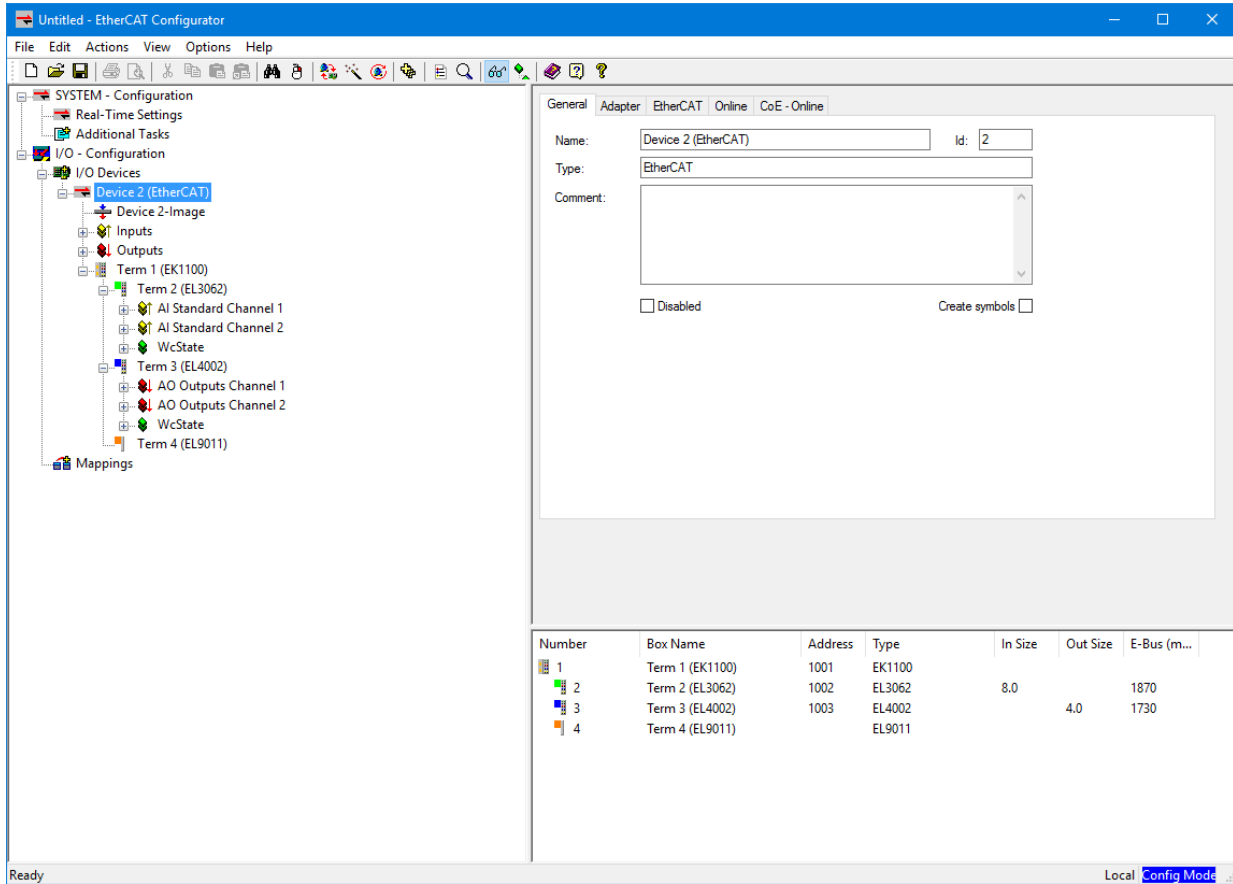 Untitled - EtherCAT Configurator
File Edit Actions View Options Help
SYSTEM - Configuration
Real-Time Settings
Additional Tasks
I/O - Configuration
I/O Devices
Device 2 (EtherCAT)
Device 2-Image
Inputs
Outputs
Term 1 (EK1100)
Term 2 (EL3062)
AI Standard Channel 1
AI Standard Channel 2
WcState
Term 3 (EL4002)
AO Outputs Channel 1
AO Outputs Channel 2
WcState
Term 4 (EL9011)
Mappings
General Adapter EtherCAT Online CoE - Online
Name: Device 2 (EtherCAT) Id: 2
Type: EtherCAT
Comment:
Disabled Create symbols
Number Box Name Address Type In Size Out Size E-Bus (m...
1 Term 1 (EK1100) 1001 EK1100
2 Term 2 (EL3062) 1002 EL3062 8.0 1870
3 Term 3 (EL4002) 1003 EL4002 4.0 1730
4 Term 4 (EL9011) EL9011
Ready Local Config Mode